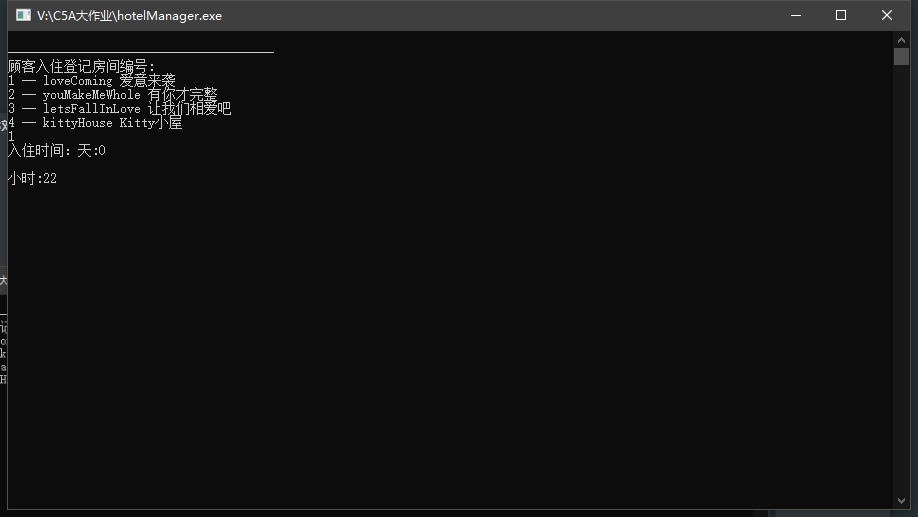 V:\C5A大作业\hotelManager.exe
顾客入住登记房间编号:
1 — loveComing 爱意来袭
2 — youMakeMeWhole 有你才完整
3 — letsFallInLove 让我们相爱吧
4 — kittyHouse Kitty小屋
1
入住时间: 天:0
小时:22